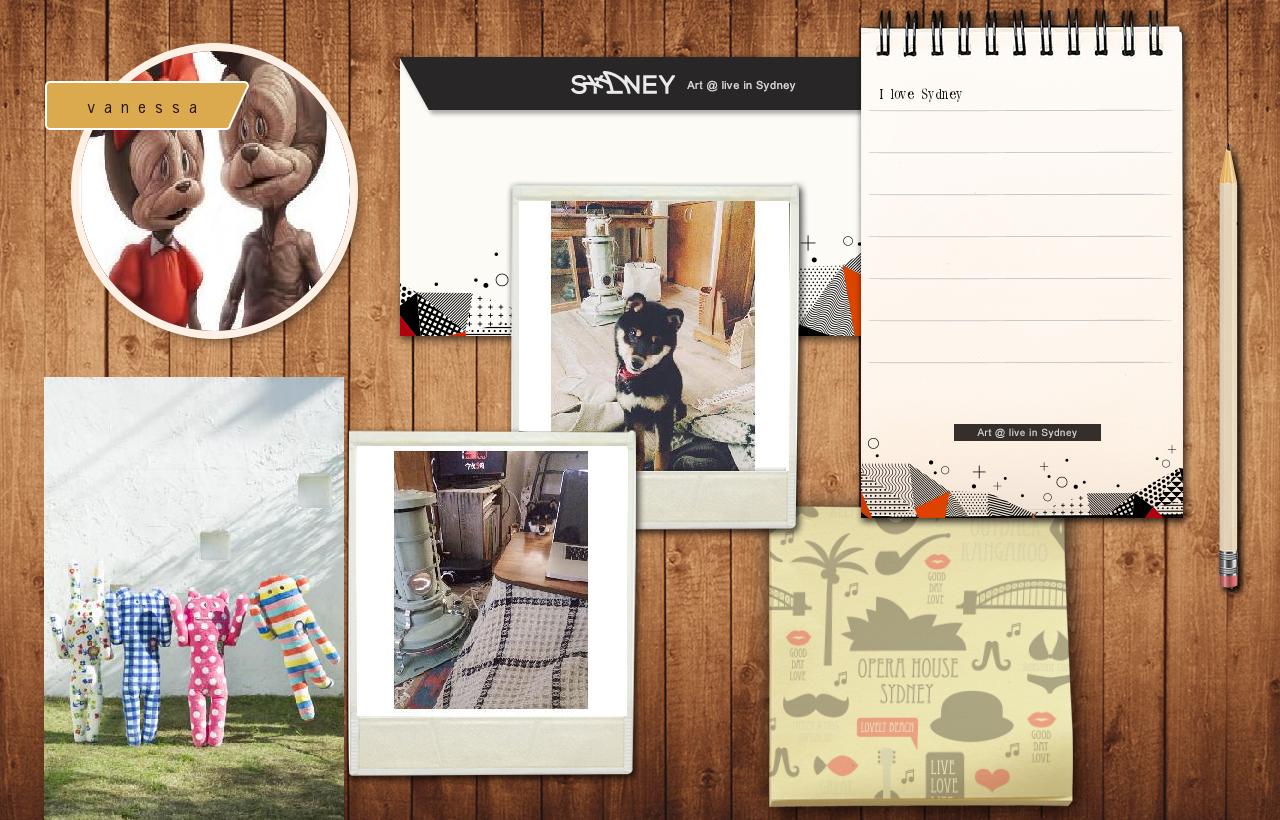 vanessa
SYDNEY Art @ live in Sydney
I love Sydney
Art @ live in Sydney
OUTBACK
KANGAROO
GOOD
DAY
LOVE
GOOD
DAY
LOVE
OPERA HOUSE
SYDNEY
LOVELY BEACH
GOOD
DAY
LOVE
LIVE
LOVE